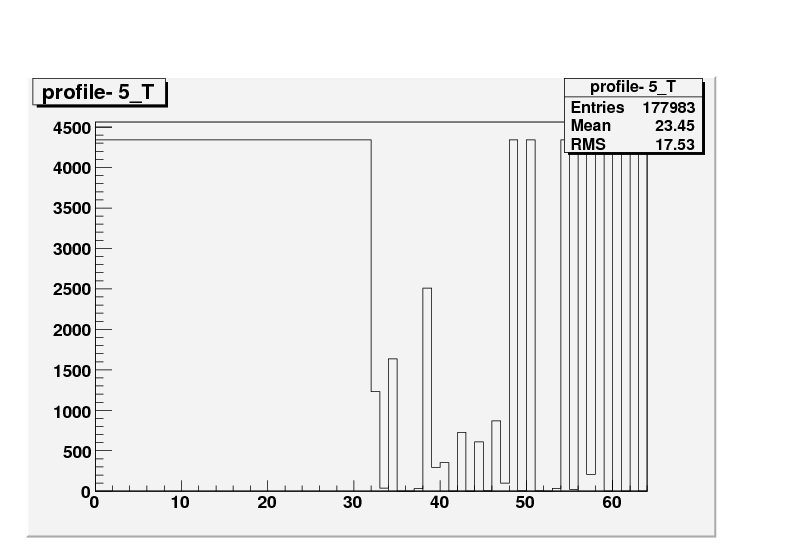 profile- 5_T
profile- 5_T
Entries 177983
Mean 23.45
RMS 17.53
4500
4000
3500
3000
2500
2000
1500
1000
500
0
0 10 20 30 40 50 60